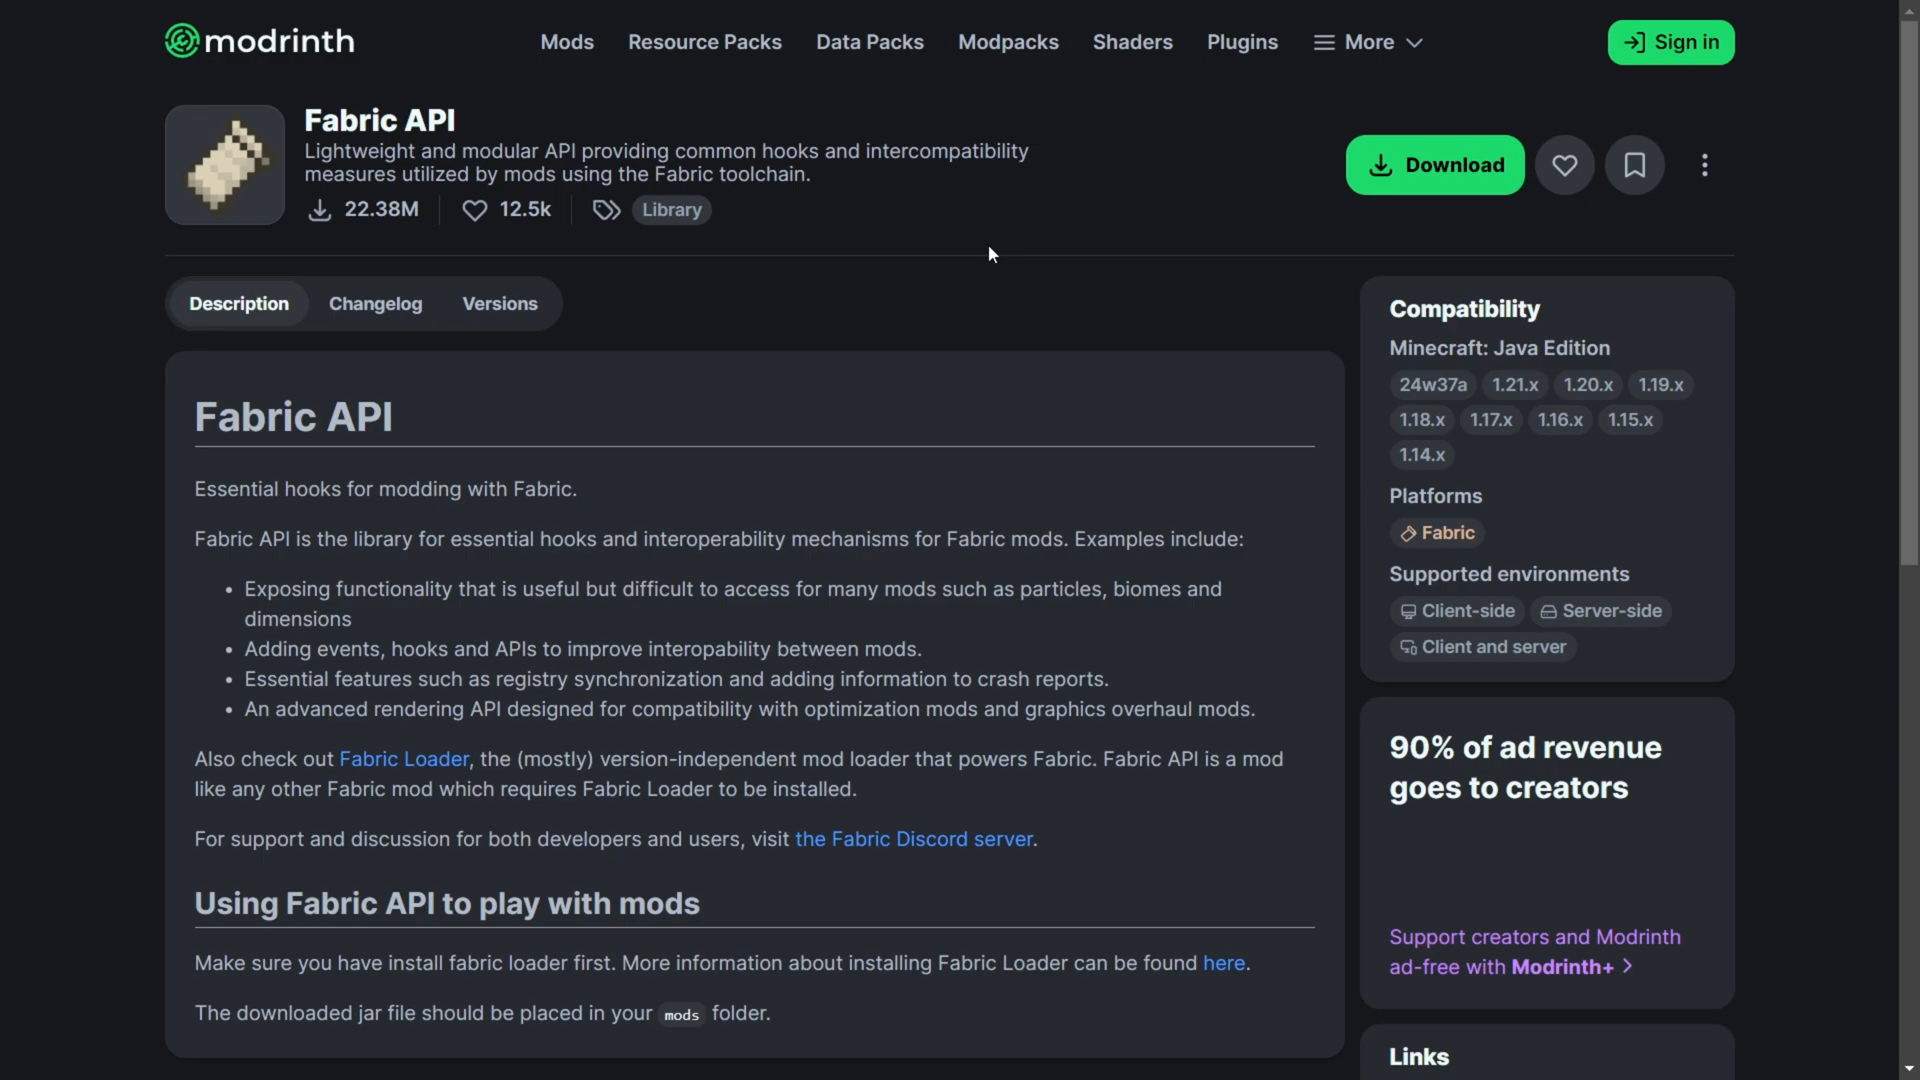 modrinth
Mods Resource Packs Data Packs Modpacks Shaders Plugins More
Sign in
Fabric API
Lightweight and modular API providing common hooks and intercompatibility
measures utilized by mods using the Fabric toolchain.
22.38M 12.5k Library
Download
Description Changelog Versions
Fabric API
Essential hooks for modding with Fabric.
Fabric API is the library for essential hooks and interoperability mechanisms for Fabric mods. Examples include:
• Exposing functionality that is useful but difficult to access for many mods such as particles, biomes and
dimensions
• Adding events, hooks and APIs to improve interopability between mods.
• Essential features such as registry synchronization and adding information to crash reports.
• An advanced rendering API designed for compatibility with optimization mods and graphics overhaul mods.
Also check out Fabric Loader, the (mostly) version-independent mod loader that powers Fabric. Fabric API is a mod
like any other Fabric mod which requires Fabric Loader to be installed.
For support and discussion for both developers and users, visit the Fabric Discord server.
Using Fabric API to play with mods
Make sure you have install fabric loader first. More information about installing Fabric Loader can be found here.
The downloaded jar file should be placed in your mods folder.
Compatibility
Minecraft: Java Edition
24w37a 1.21.x 1.20.x 1.19.x
1.18.x 1.17.x 1.16.x 1.15.x
1.14.x
Platforms
Fabric
Supported environments
Client-side Server-side
Client and server
90% of ad revenue
goes to creators
Support creators and Modrinth
ad-free with Modrinth+
Links